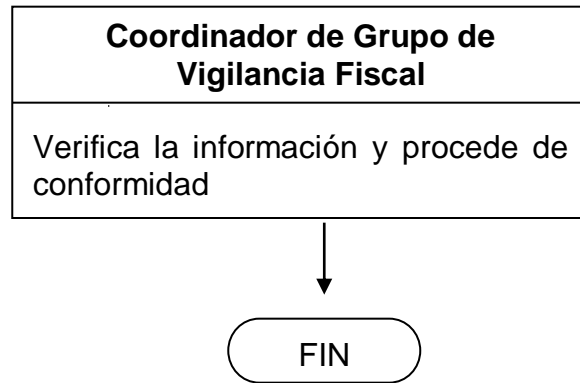 Coordinador de Grupo de
Vigilancia Fiscal
Verifica la información y procede de
conformidad
FIN